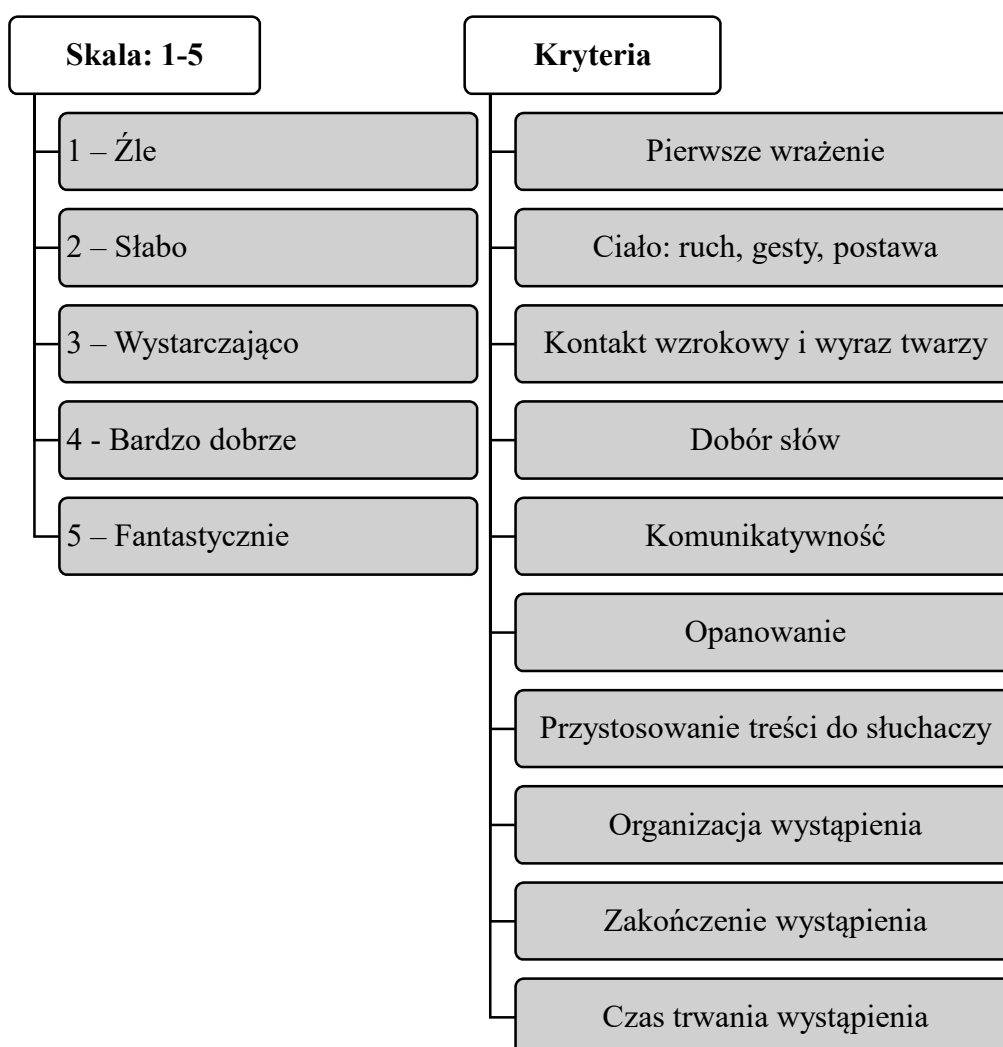 Skala: 1-5
1 – Źle
2 – Słabo
3 – Wystarczająco
4 - Bardzo dobrze
5 – Fantastycznie
Kryteria
Pierwsze wrażenie
Ciało: ruch, gesty, postawa
Kontakt wzrokowy i wyraz twarzy
Dobór słów
Komunikatywność
Opanowanie
Przystosowanie treści do słuchaczy
Organizacja wystąpienia
Zakończenie wystąpienia
Czas trwania wystąpienia